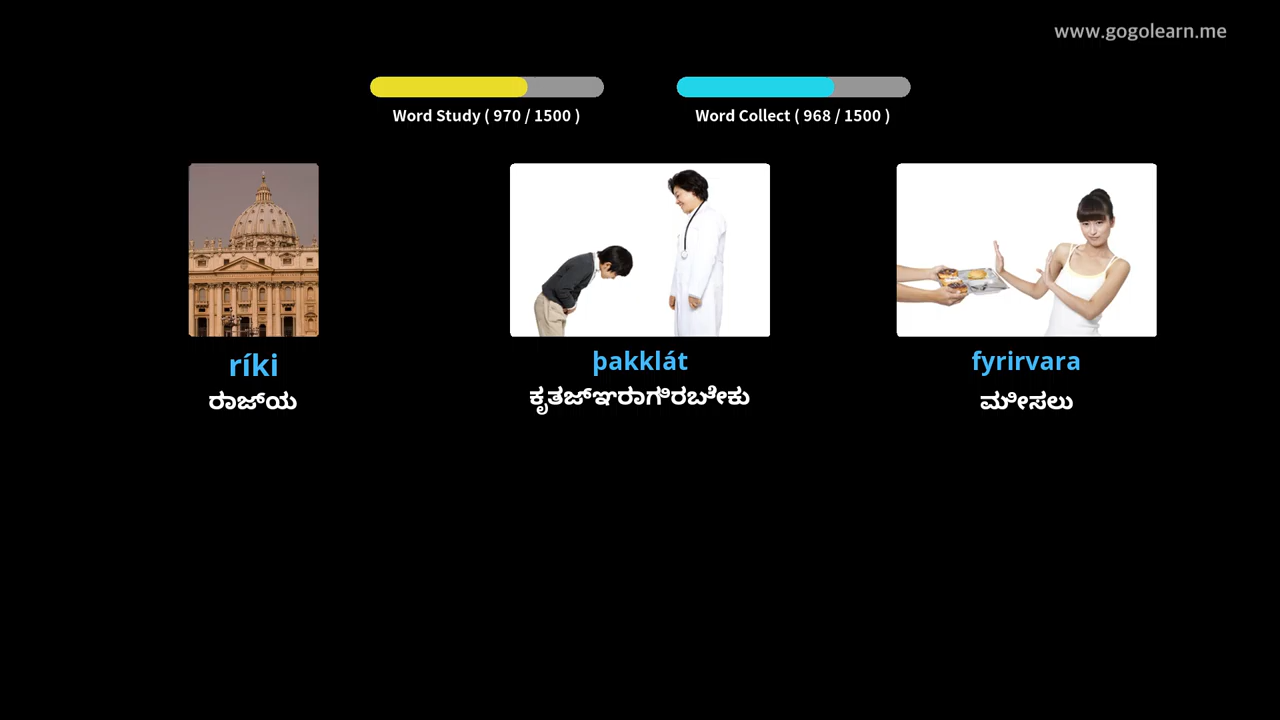 www.gogolearn.me
Word Study ( 970 / 1500 )
Word Collect ( 968 / 1500 )
ríki
þakklát
fyrirvara
ರಾಜ್ಯ
ಕೃತಜ್ಞರಾಗಿರಬೇಕು
ಮೀಸಲು